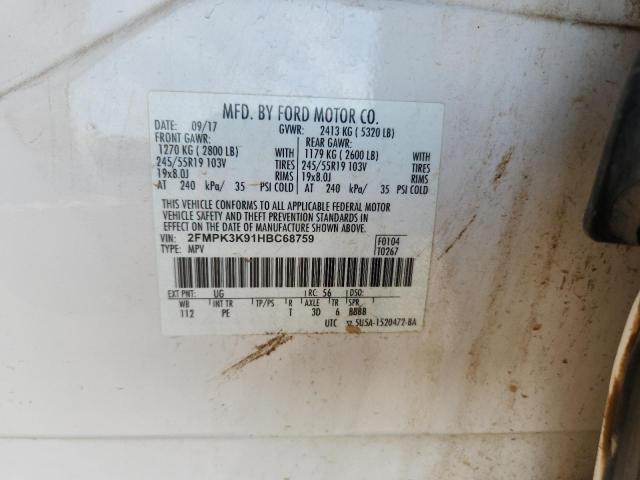 MFD. BY FORD MOTOR CO.
DATE: 09/17 GVWR: 2413 KG ( 5320 LB)
FRONT GAWR: REAR GAWR:
1270 KG ( 2800 LB) WITH 1179 KG ( 2600 LB) WITH
245/55R19 103V TIRES 245/55R19 103V TIRES
19x8.0J RIMS 19x8.0J RIMS
AT 240 kPa/ 35 PSI COLD AT 240 kPa/ 35 PSI COLD
THIS VEHICLE CONFORMS TO ALL APPLICABLE FEDERAL MOTOR
VEHICLE SAFETY AND THEFT PREVENTION STANDARDS IN
EFFECT ON THE DATE OF MANUFACTURE SHOWN ABOVE.
VIN: 2FMPK3K91HBC68759 F0104
TYPE: MPV T0267
EXT PNT: UG RC: 56 DSO:
WB INT TR TP/PS R AXLE TR SPR
112 PE T 3D 6 BBBB
UTC 5U5A-1520472-BA